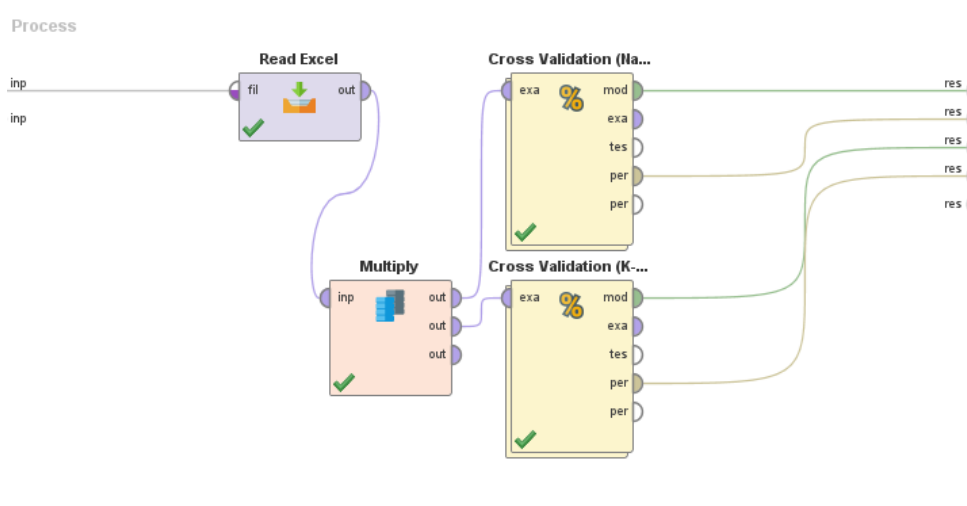 Process
Read Excel
inp
fil
out
inp
Cross Validation (Na...
exa
mod
exa
tes
per
per
res
res
res
res
res
Multiply
inp
out
out
out
Cross Validation (K-...
exa
mod
exa
tes
per
per